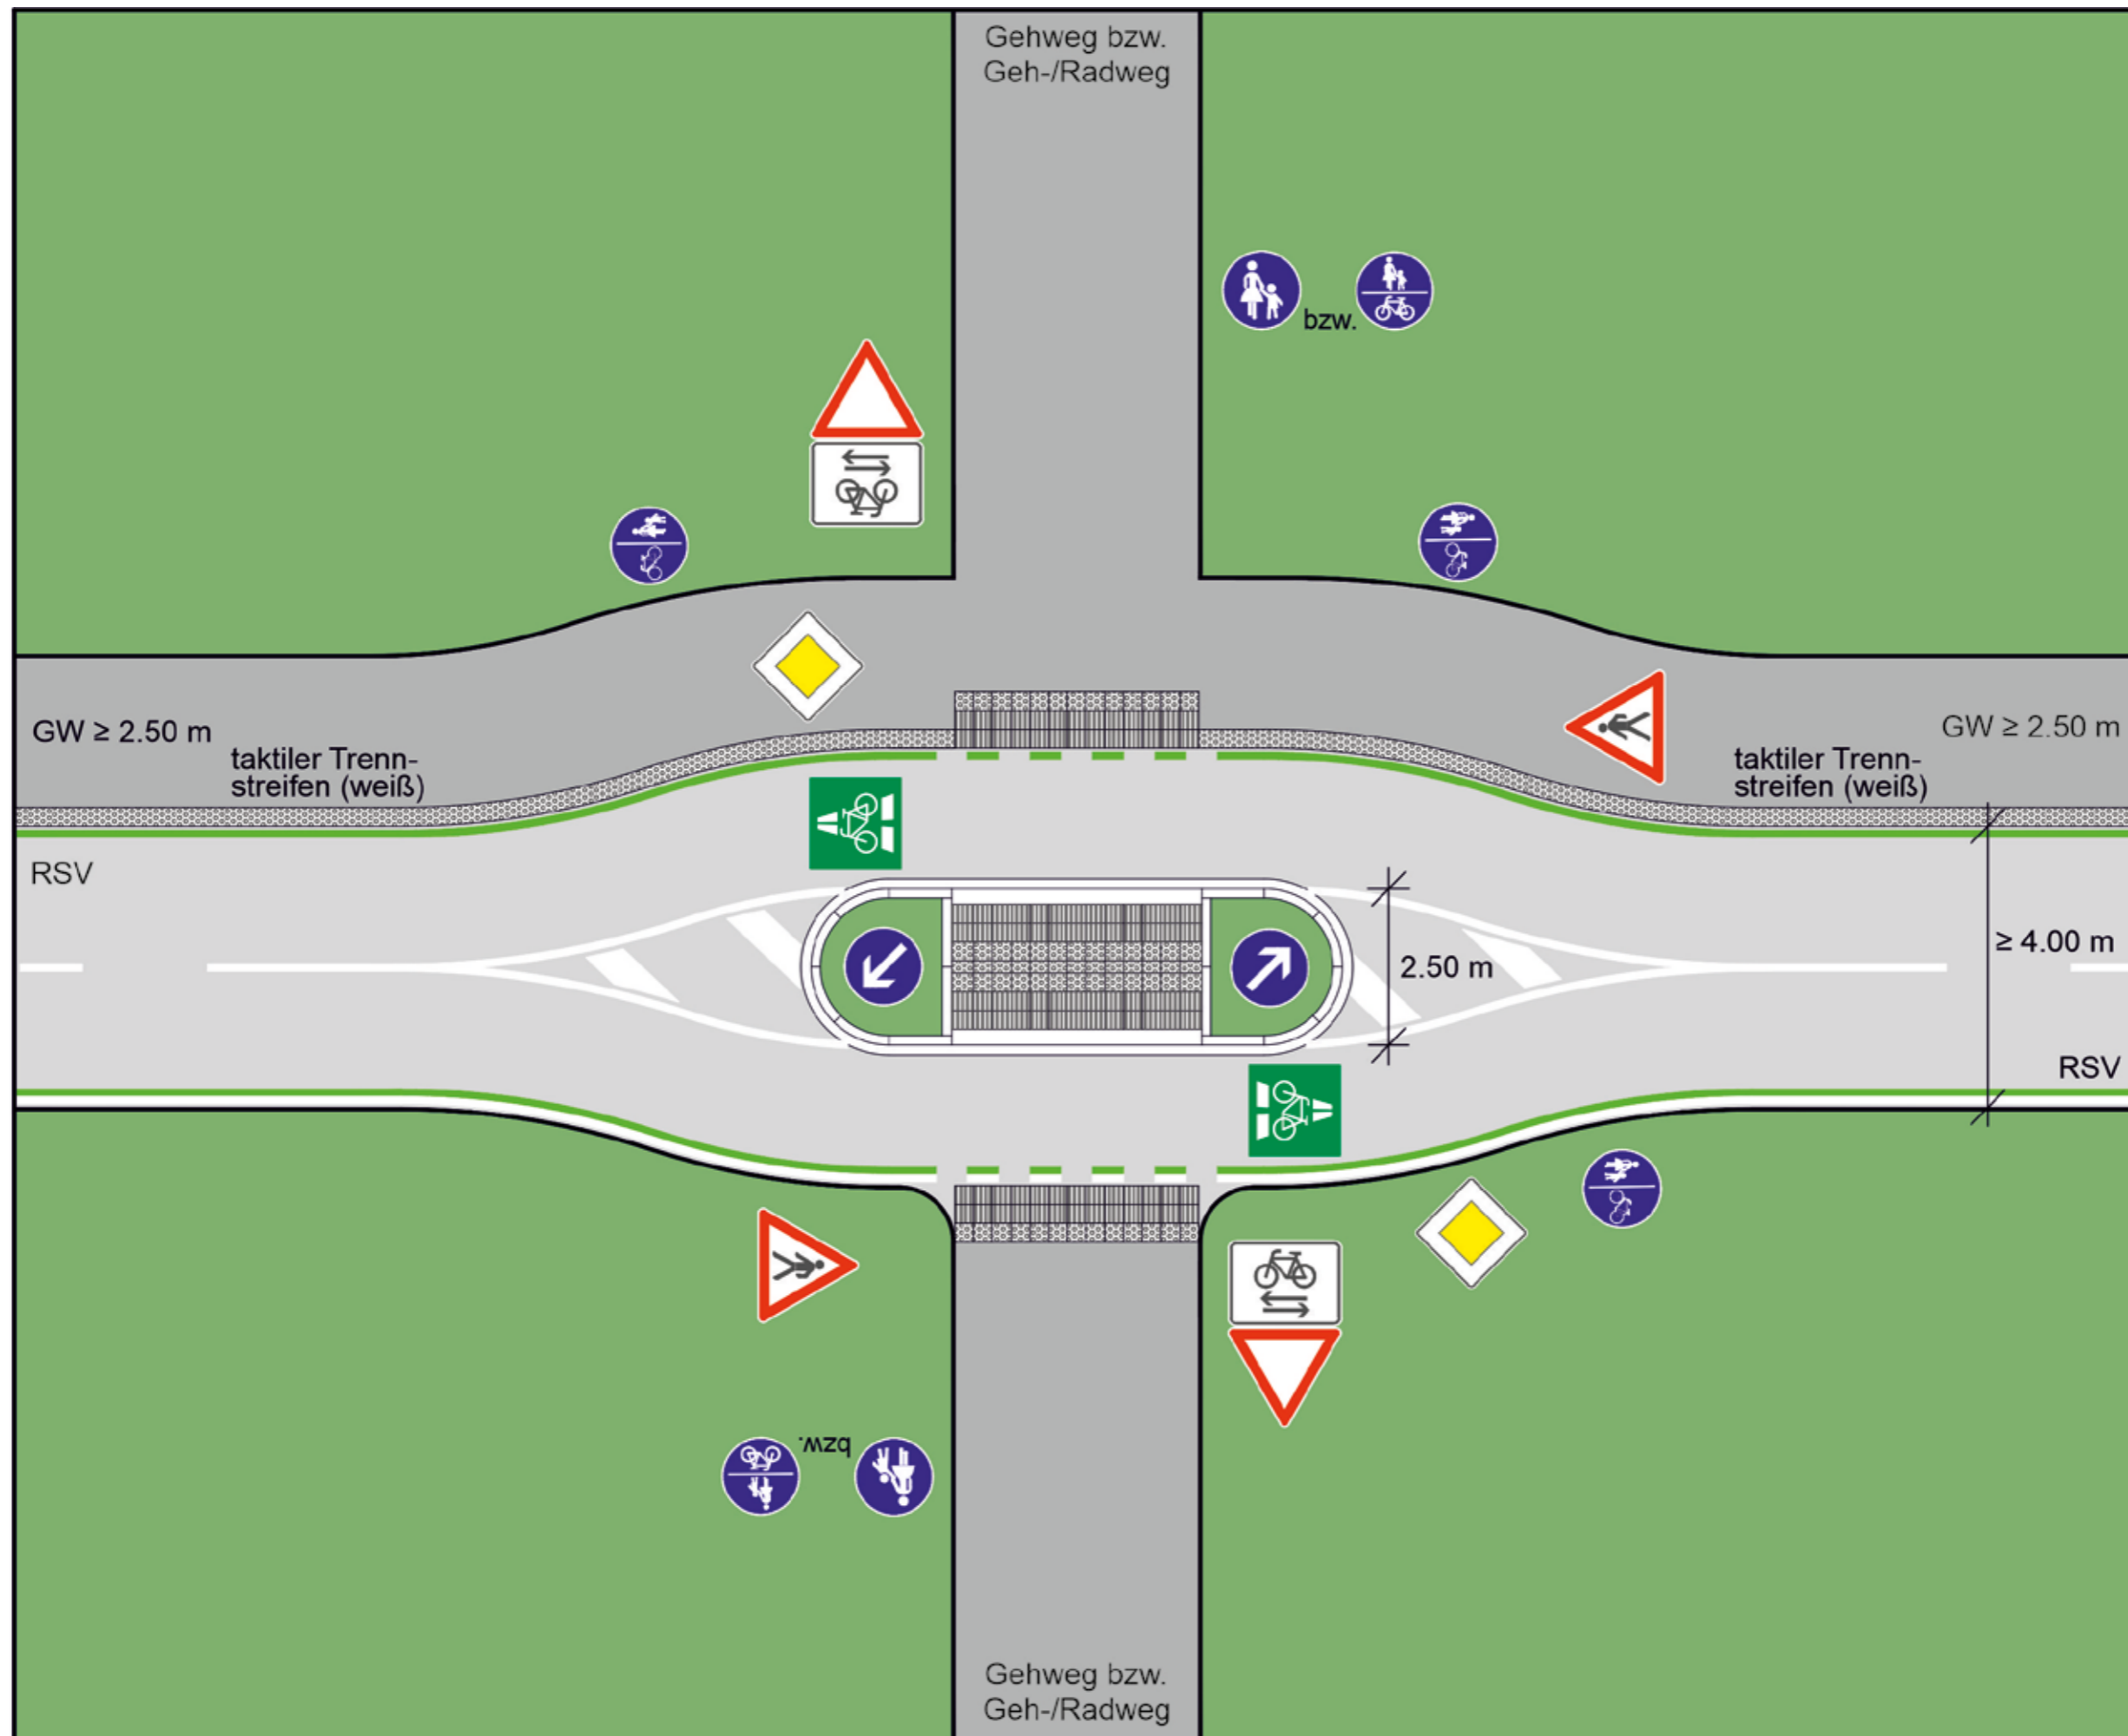 Gehweg bzw.
Geh-/Radweg
bzw.
GW ≥ 2.50 m
taktiler Trenn-
streifen (weiß)
GW ≥ 2.50 m
taktiler Trenn-
streifen (weiß)
RSV
≥ 4.00 m
2.50 m
RSV
bzw.
Gehweg bzw.
Geh-/Radweg